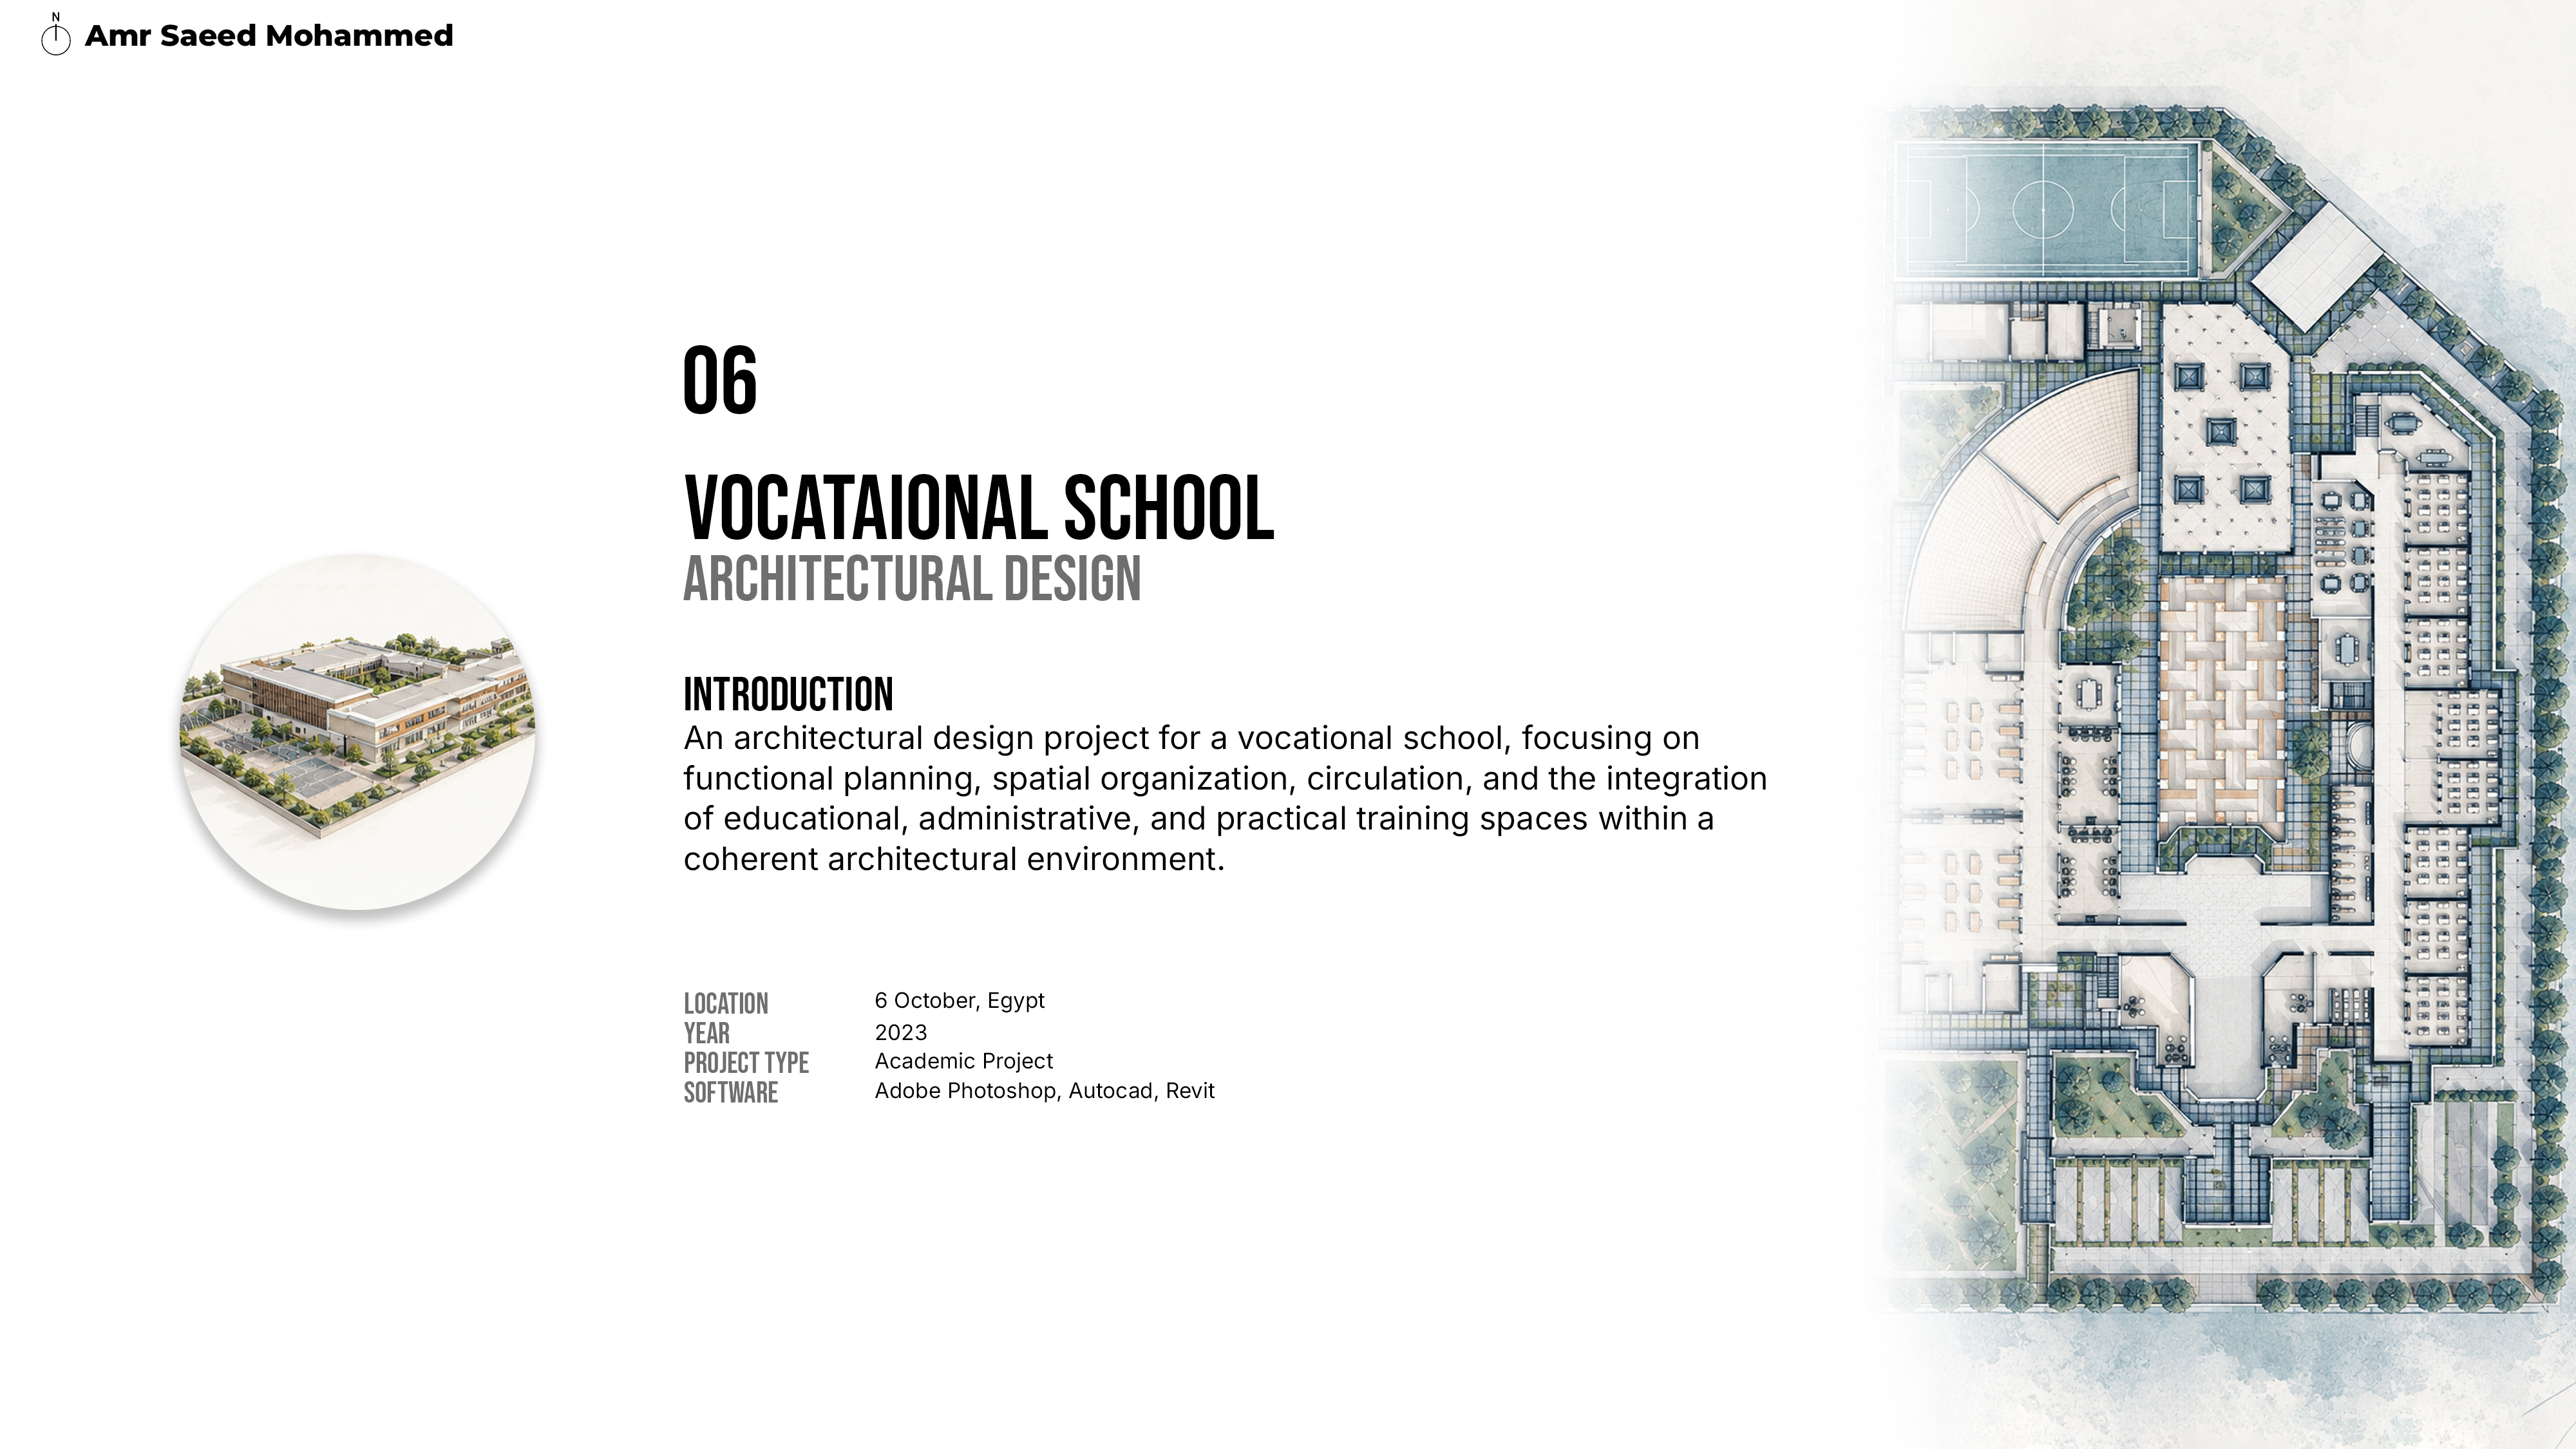 N
Amr Saeed Mohammed
06
VOCATAIONAL SCHOOL
ARCHITECTURAL DESIGN
INTRODUCTION
An architectural design project for a vocational school, focusing on
functional planning, spatial organization, circulation, and the integration
of educational, administrative, and practical training spaces within a
coherent architectural environment.
LOCATION 6 October, Egypt
YEAR 2023
PROJECT TYPE Academic Project
SOFTWARE Adobe Photoshop, Autocad, Revit